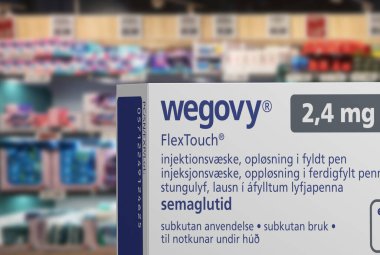 wegovy®
2,4 mg
FlexTouch®
injektionsvæske, opløsning i fyldt pen
injeksjonsvæske, oppløsning i ferdigfylt penn
stungulyf, lausn í áfylltum lyfjapenna
semaglutid
subkutan anvendelse • subkutan bruk •
til notkunar undir húð